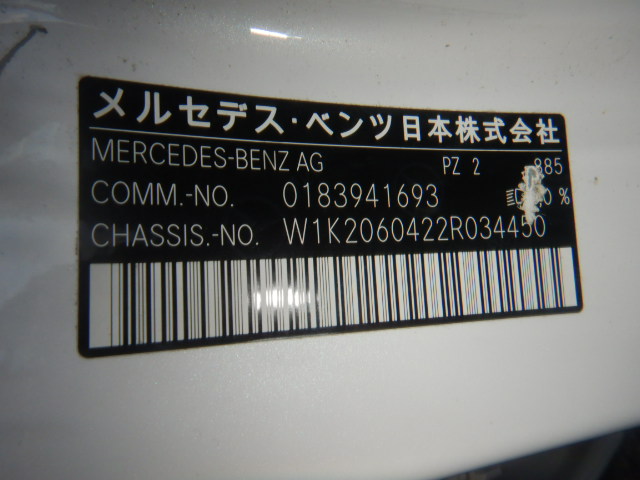 メルセデス・ベンツ日本株式会社
MERCEDES-BENZ AG PZ 2 885
COMM.-NO. 0183941693 %
CHASSIS.-NO. W1K2060422R034450